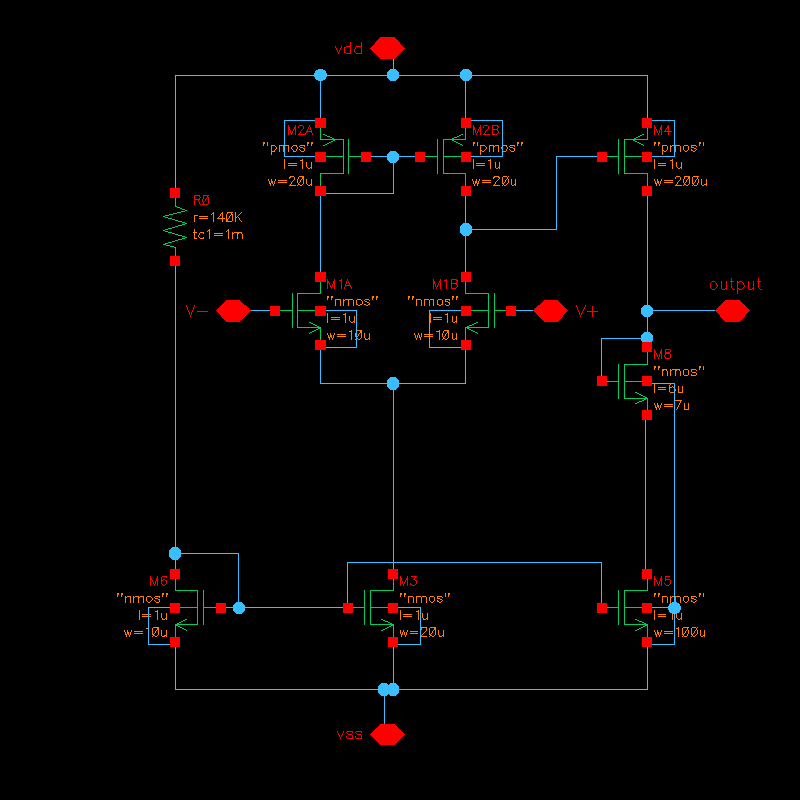 vdd
M2A
"pmos"
l=1u
w=20u
M2B
"pmos"
l=1u
w=20u
M4
"pmos"
l=1u
w=200u
R0
r=140K
tc1=1m
V-
M1A
"nmos"
l=1u
w=10u
M1B
"nmos"
l=1u
w=10u
V+
output
M8
"nmos"
l=6u
w=7u
M6
"nmos"
l=1u
w=10u
M3
"nmos"
l=1u
w=20u
M5
"nmos"
l=1u
w=100u
vss